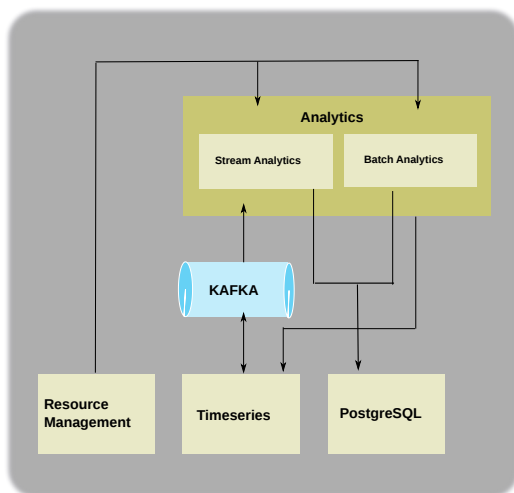 Analytics
Stream Analytics
Batch Analytics
KAFKA
Resource
Management
Timeseries
PostgreSQL